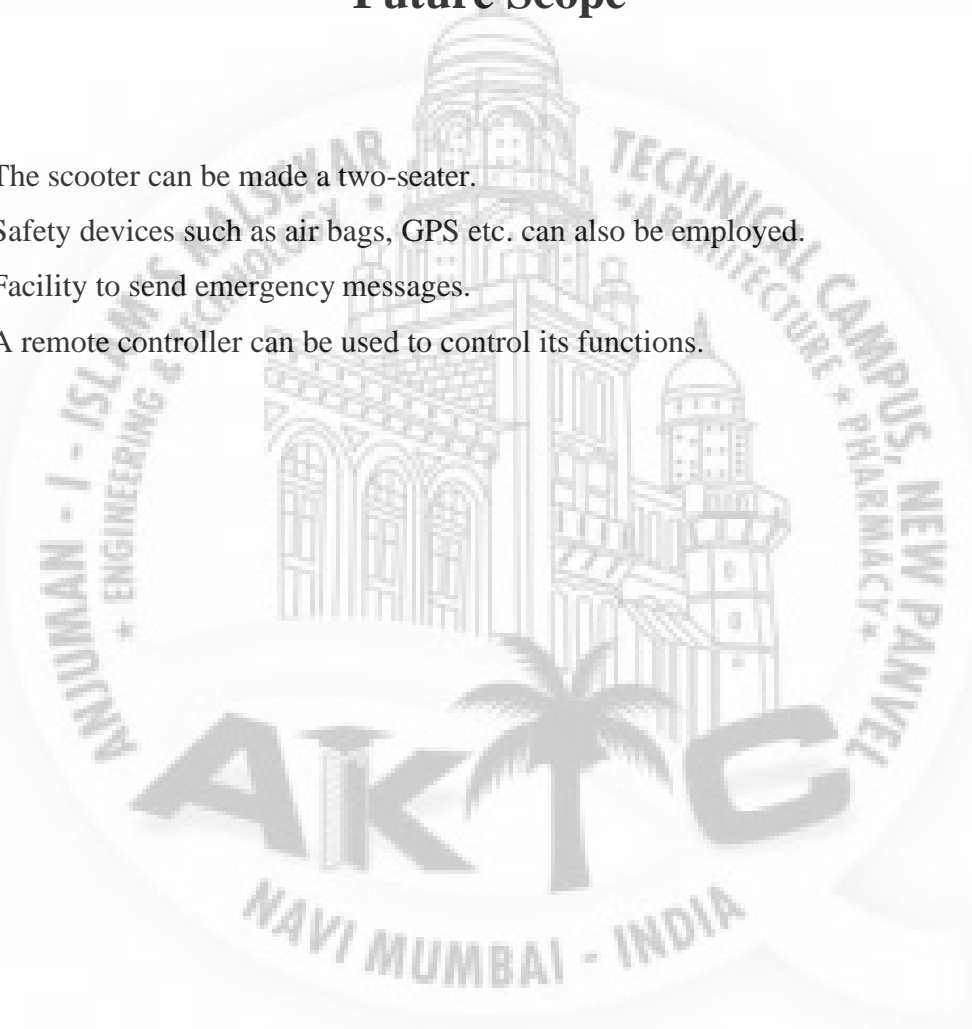 Future Scope
The scooter can be made a two-seater.
Safety devices such as air bags, GPS etc. can also be employed.
Facility to send emergency messages.
A remote controller can be used to control its functions.
ANJUMAN - I - ISLAM'S KALSEKAR TECHNICAL CAMPUS, NEW PANVEL
* ENGINEERING & TECHNOLOGY * * ARCHITECTURE * PHARMACY *
AKTC
NAVI MUMBAI - INDIA